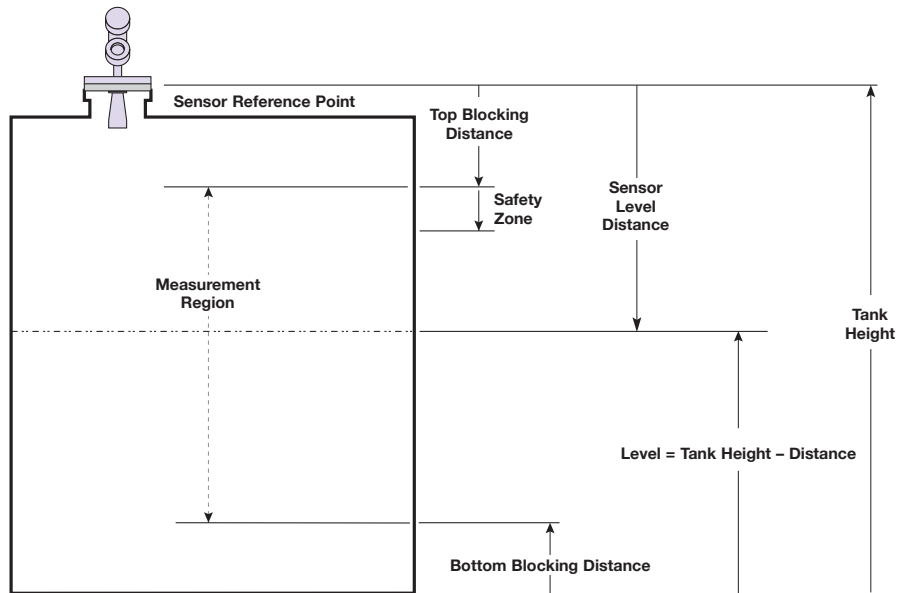 Sensor Reference Point
Top Blocking
Distance
Safety
Zone
Sensor
Level
Distance
Measurement
Region
Tank
Height
Level = Tank Height – Distance
Bottom Blocking Distance